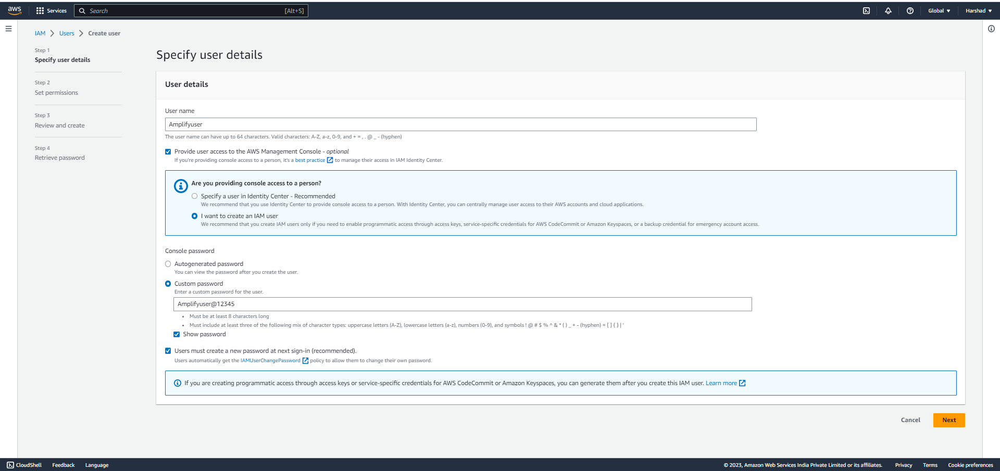 aws Services Search [Alt+S] Global Harshad
IAM > Users > Create user
Step 1
Specify user details
Step 2
Set permissions
Step 3
Review and create
Step 4
Retrieve password
Specify user details
User details
User name
Amplifyuser
The user name can have up to 64 characters. Valid characters: A-Z, a-z, 0-9, and + = , . @ _ - (hyphen)
Provide user access to the AWS Management Console - optional
If you're providing console access to a person, it's a best practice to manage their access in IAM Identity Center.
Are you providing console access to a person?
Specify a user in Identity Center - Recommended
We recommend that you use Identity Center to provide console access to a person. With Identity Center, you can centrally manage user access to their AWS accounts and cloud applications.
I want to create an IAM user
We recommend that you create IAM users only if you need to enable programmatic access through access keys, service-specific credentials for AWS CodeCommit or Amazon Keyspaces, or a backup credential for emergency account access.
Console password
Autogenerated password
You can view the password after you create the user.
Custom password
Enter a custom password for the user.
Amplifyuser@12345
• Must be at least 8 characters long
• Must include at least three of the following mix of character types: uppercase letters (A-Z), lowercase letters (a-z), numbers (0-9), and symbols ! @ # $ % ^ & * ( ) _ + - (hyphen) = [ ] { } | '
Show password
Users must create a new password at next sign-in (recommended).
Users automatically get the IAMUserChangePassword policy to allow them to change their own password.
If you are creating programmatic access through access keys or service-specific credentials for AWS CodeCommit or Amazon Keyspaces, you can generate them after you create this IAM user. Learn more
Cancel Next
CloudShell Feedback Language © 2023, Amazon Web Services India Private Limited or its affiliates. Privacy Terms Cookie preferences